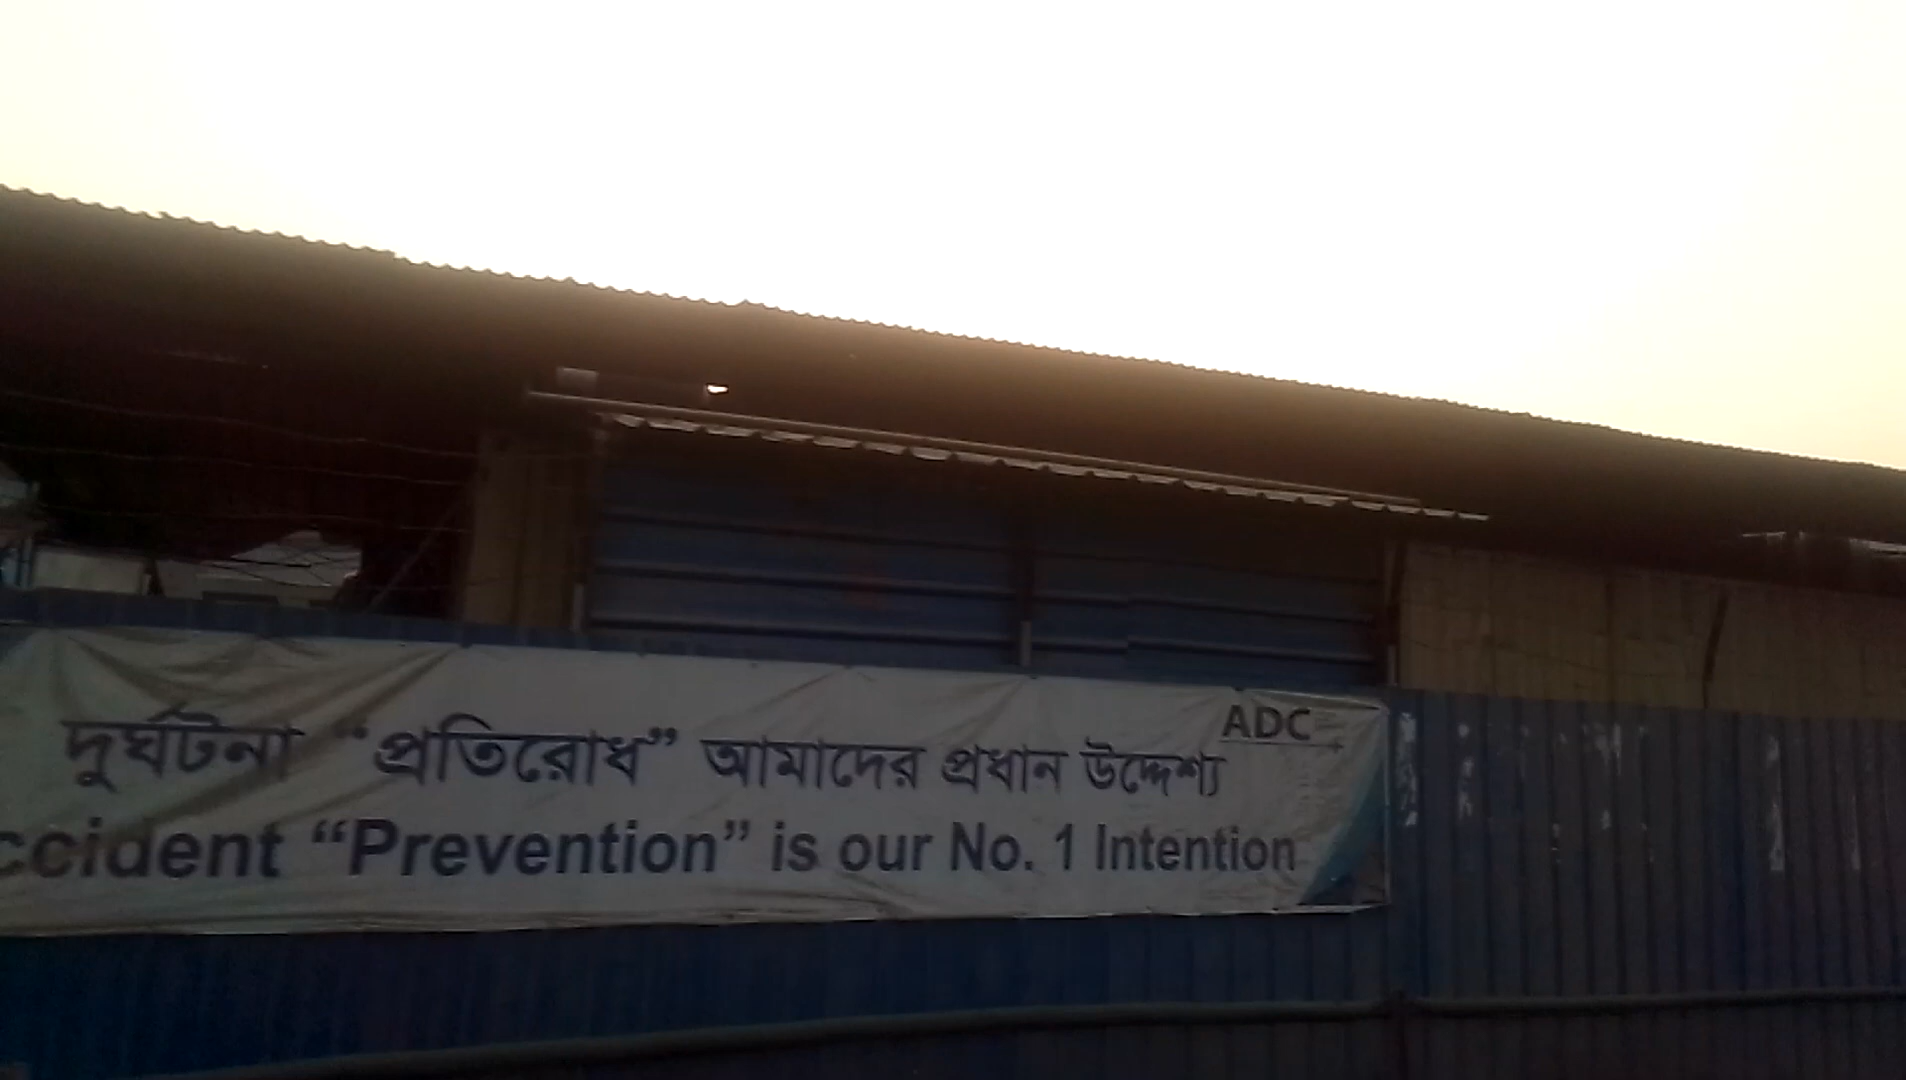 ADC
দুর্ঘটনা “প্রতিরোধ” আমাদের প্রধান উদ্দেশ্য
ccident “Prevention” is our No. 1 Intention